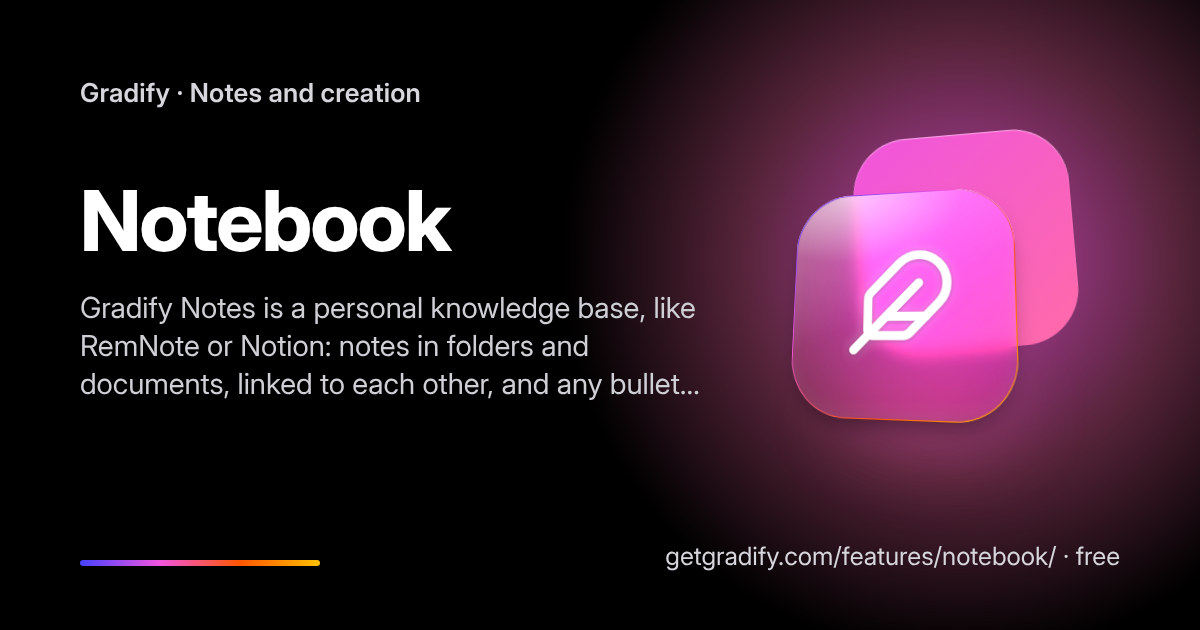 Gradify · Notes and creation
Notebook
Gradify Notes is a personal knowledge base, like
RemNote or Notion: notes in folders and
documents, linked to each other, and any bullet...
getgradify.com/features/notebook/ · free